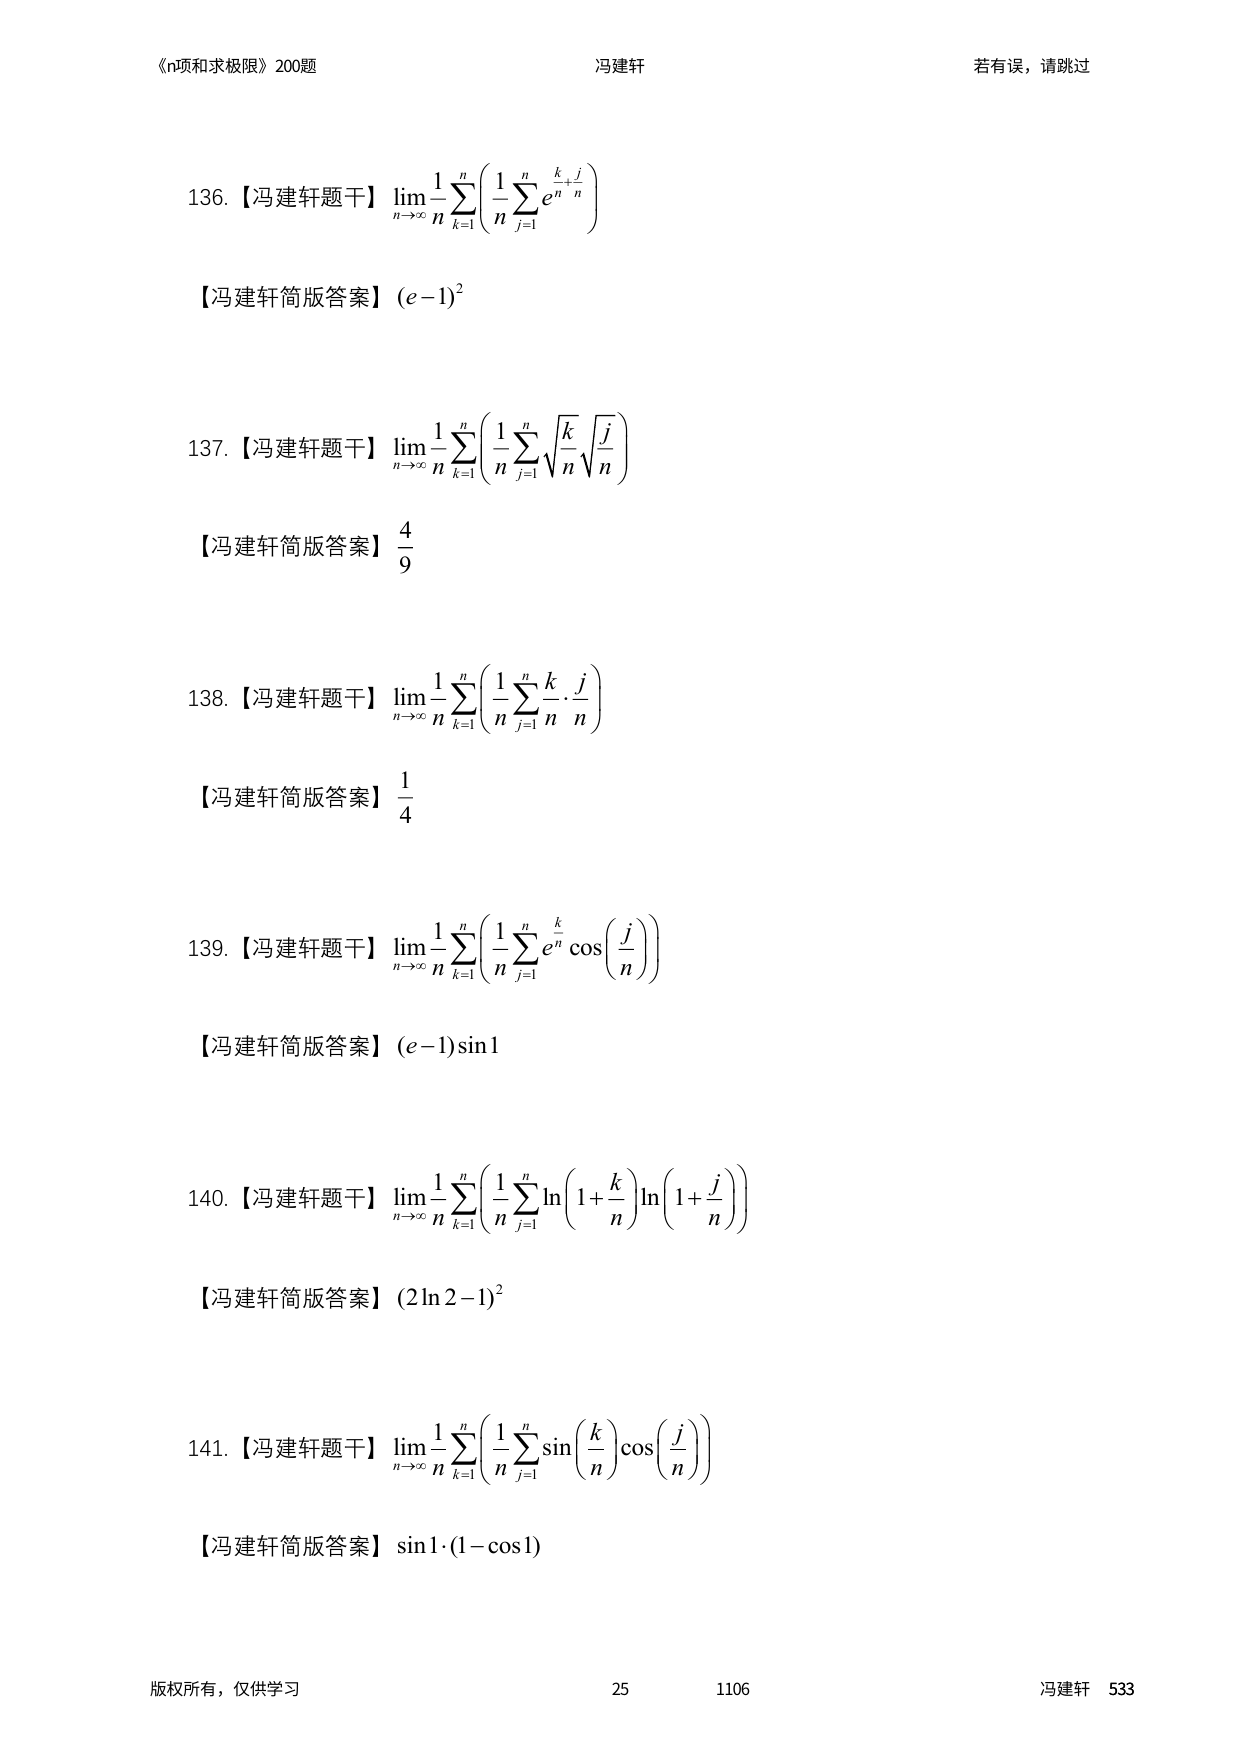 《n项和求极限》200题 冯建轩 若有误，请跳过
136.【冯建轩题干】$\lim_{n\to\infty}\frac{1}{n}\sum_{k=1}^{n}\left(\frac{1}{n}\sum_{j=1}^{n}e^{\frac{k}{n}+\frac{j}{n}}\right)$
【冯建轩简版答案】$(e-1)^2$
137.【冯建轩题干】$\lim_{n\to\infty}\frac{1}{n}\sum_{k=1}^{n}\left(\frac{1}{n}\sum_{j=1}^{n}\sqrt{\frac{k}{n}}\sqrt{\frac{j}{n}}\right)$
【冯建轩简版答案】$\frac{4}{9}$
138.【冯建轩题干】$\lim_{n\to\infty}\frac{1}{n}\sum_{k=1}^{n}\left(\frac{1}{n}\sum_{j=1}^{n}\frac{k}{n}\cdot\frac{j}{n}\right)$
【冯建轩简版答案】$\frac{1}{4}$
139.【冯建轩题干】$\lim_{n\to\infty}\frac{1}{n}\sum_{k=1}^{n}\left(\frac{1}{n}\sum_{j=1}^{n}e^{\frac{k}{n}}\cos\left(\frac{j}{n}\right)\right)$
【冯建轩简版答案】$(e-1)\sin 1$
140.【冯建轩题干】$\lim_{n\to\infty}\frac{1}{n}\sum_{k=1}^{n}\left(\frac{1}{n}\sum_{j=1}^{n}\ln\left(1+\frac{k}{n}\right)\ln\left(1+\frac{j}{n}\right)\right)$
【冯建轩简版答案】$(2\ln 2-1)^2$
141.【冯建轩题干】$\lim_{n\to\infty}\frac{1}{n}\sum_{k=1}^{n}\left(\frac{1}{n}\sum_{j=1}^{n}\sin\left(\frac{k}{n}\right)\cos\left(\frac{j}{n}\right)\right)$
【冯建轩简版答案】$\sin 1\cdot(1-\cos 1)$
版权所有，仅供学习 25 1106 冯建轩 533